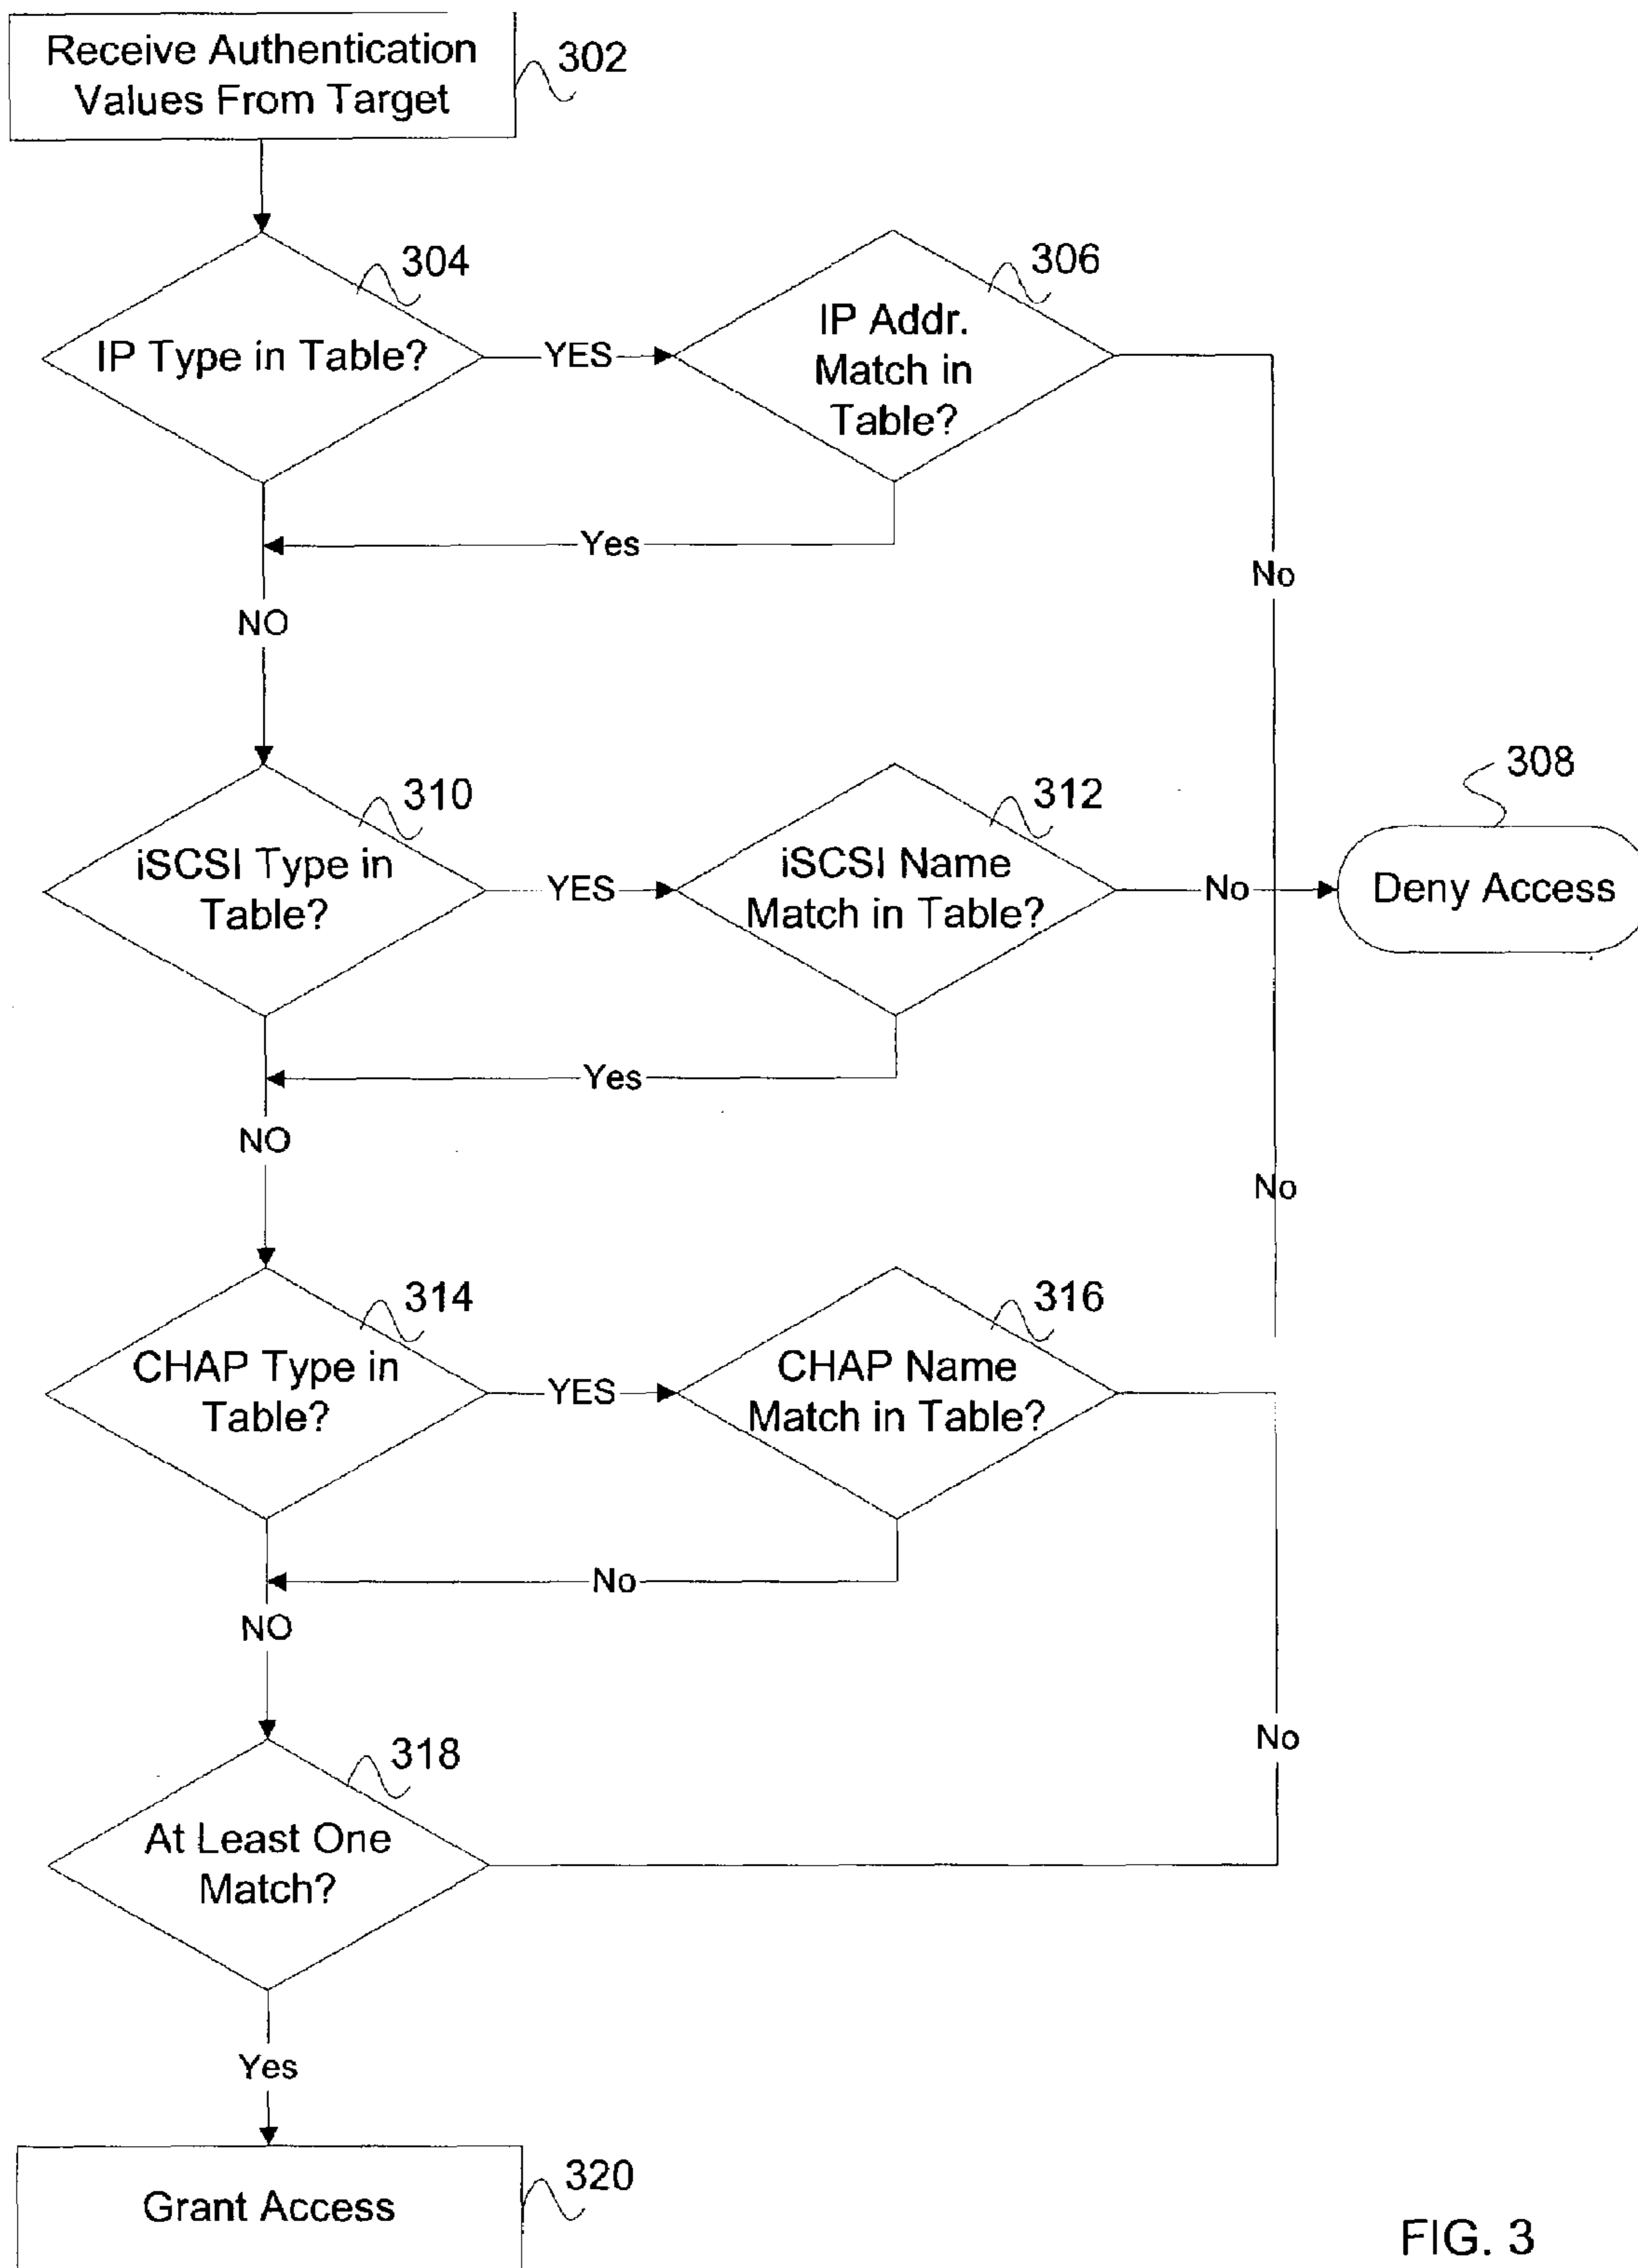 Receive Authentication
Values From Target
302
304
IP Type in Table?
YES
306
IP Addr.
Match in
Table?
Yes
No
NO
308
Deny Access
310
iSCSI Type in
Table?
YES
312
iSCSI Name
Match in Table?
No
Yes
NO
No
314
CHAP Type in
Table?
YES
316
CHAP Name
Match in Table?
No
NO
No
318
At Least One
Match?
Yes
320
Grant Access
FIG. 3